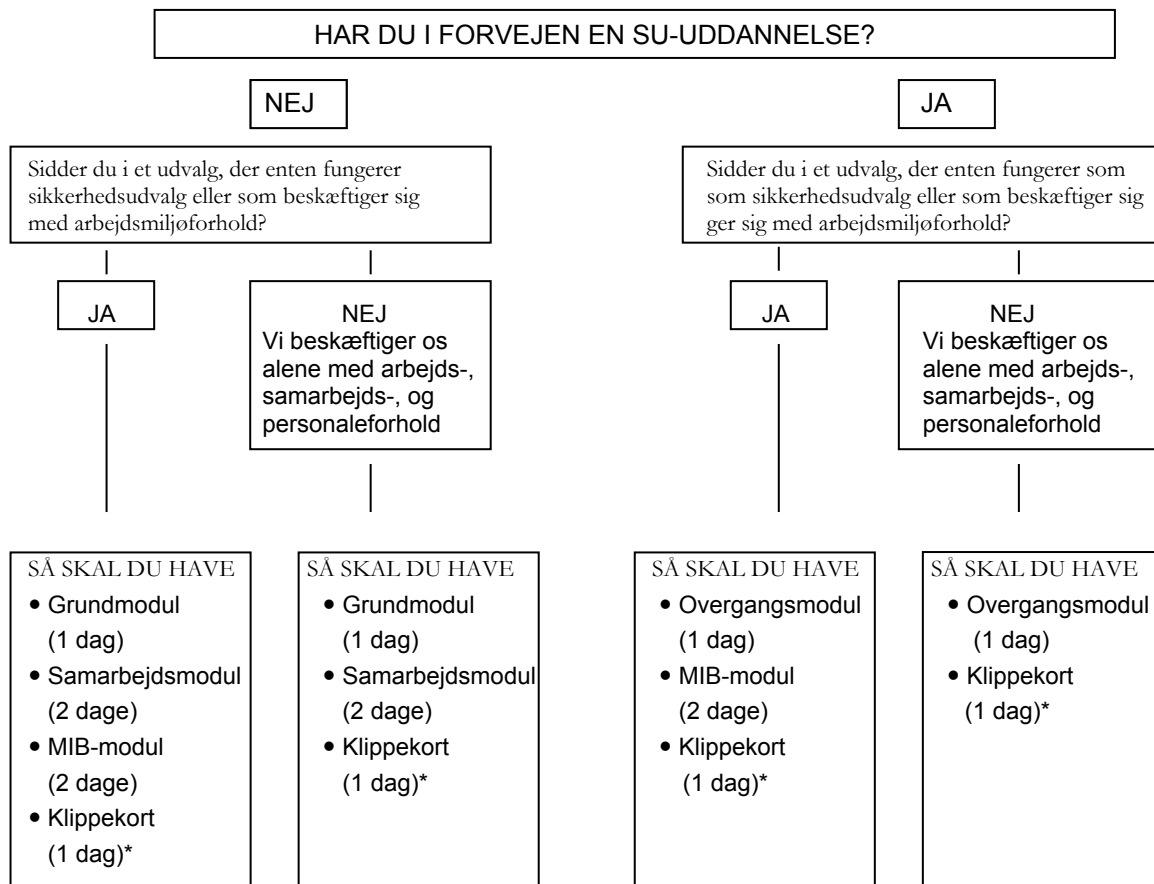 HAR DU I FORVEJEN EN SU-UDDANNELSE?
NEJ
JA
Sidder du i et udvalg, der enten fungerer
sikkerhedsudvalg eller som beskæftiger sig
med arbejdsmiljøforhold?
Sidder du i et udvalg, der enten fungerer som
som sikkerhedsudvalg eller som beskæftiger sig
ger sig med arbejdsmiljøforhold?
JA
NEJ
Vi beskæftiger os
alene med arbejds-,
samarbejds-, og
personaleforhold
JA
NEJ
Vi beskæftiger os
alene med arbejds-,
samarbejds-, og
personaleforhold
SÅ SKAL DU HAVE
• Grundmodul
(1 dag)
• Samarbejdsmodul
(2 dage)
• MIB-modul
(2 dage)
• Klippekort
(1 dag)*
SÅ SKAL DU HAVE
• Grundmodul
(1 dag)
• Samarbejdsmodul
(2 dage)
• Klippekort
(1 dag)*
SÅ SKAL DU HAVE
• Overgangsmodul
(1 dag)
• MIB-modul
(2 dage)
• Klippekort
(1 dag)*
SÅ SKAL DU HAVE
• Overgangsmodul
(1 dag)
• Klippekort
(1 dag)*